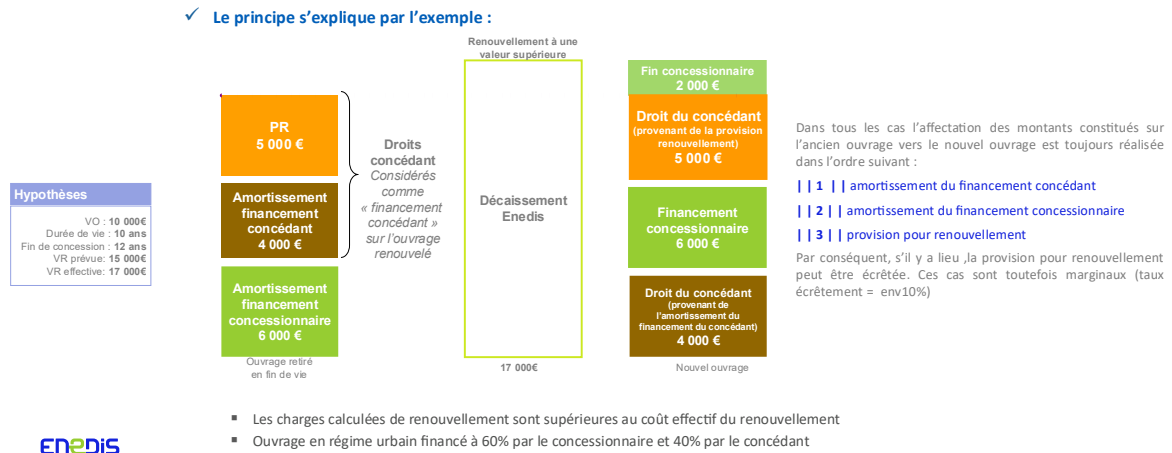 ✓ Le principe s'explique par l'exemple :
Hypothèses
VO : 10 000€
Durée de vie : 10 ans
Fin de concession : 12 ans
VR prévue: 15 000€
VR effective: 17 000€
PR
5 000 €
Amortissement
financement
concédant
4 000 €
Amortissement
financement
concessionnaire
6 000 €
Ouvrage retiré
en fin de vie
Droits
concédant
Considérés
comme
« financement
concédant »
sur l'ouvrage
renouvelé
Renouvellement à une
valeur supérieure
Décaissement
Enedis
17 000€
Fin concessionnaire
2 000 €
Droit du concédant
(provenant de la provision
renouvellement)
5 000 €
Financement
concessionnaire
6 000 €
Droit du concédant
(provenant de
l'amortissement du
financement du concédant)
4 000 €
Nouvel ouvrage
Dans tous les cas l'affectation des montants constitués sur
l'ancien ouvrage vers le nouvel ouvrage est toujours réalisée
dans l'ordre suivant :
| | 1 | | amortissement du financement concédant
| | 2 | | amortissement du financement concessionnaire
| | 3 | | provision pour renouvellement
Par conséquent, s'il y a lieu ,la provision pour renouvellement
peut être écrêtée. Ces cas sont toutefois marginaux (taux
écrêtement = env10%)
▪ Les charges calculées de renouvellement sont supérieures au coût effectif du renouvellement
▪ Ouvrage en régime urbain financé à 60% par le concessionnaire et 40% par le concédant
ENEDIS